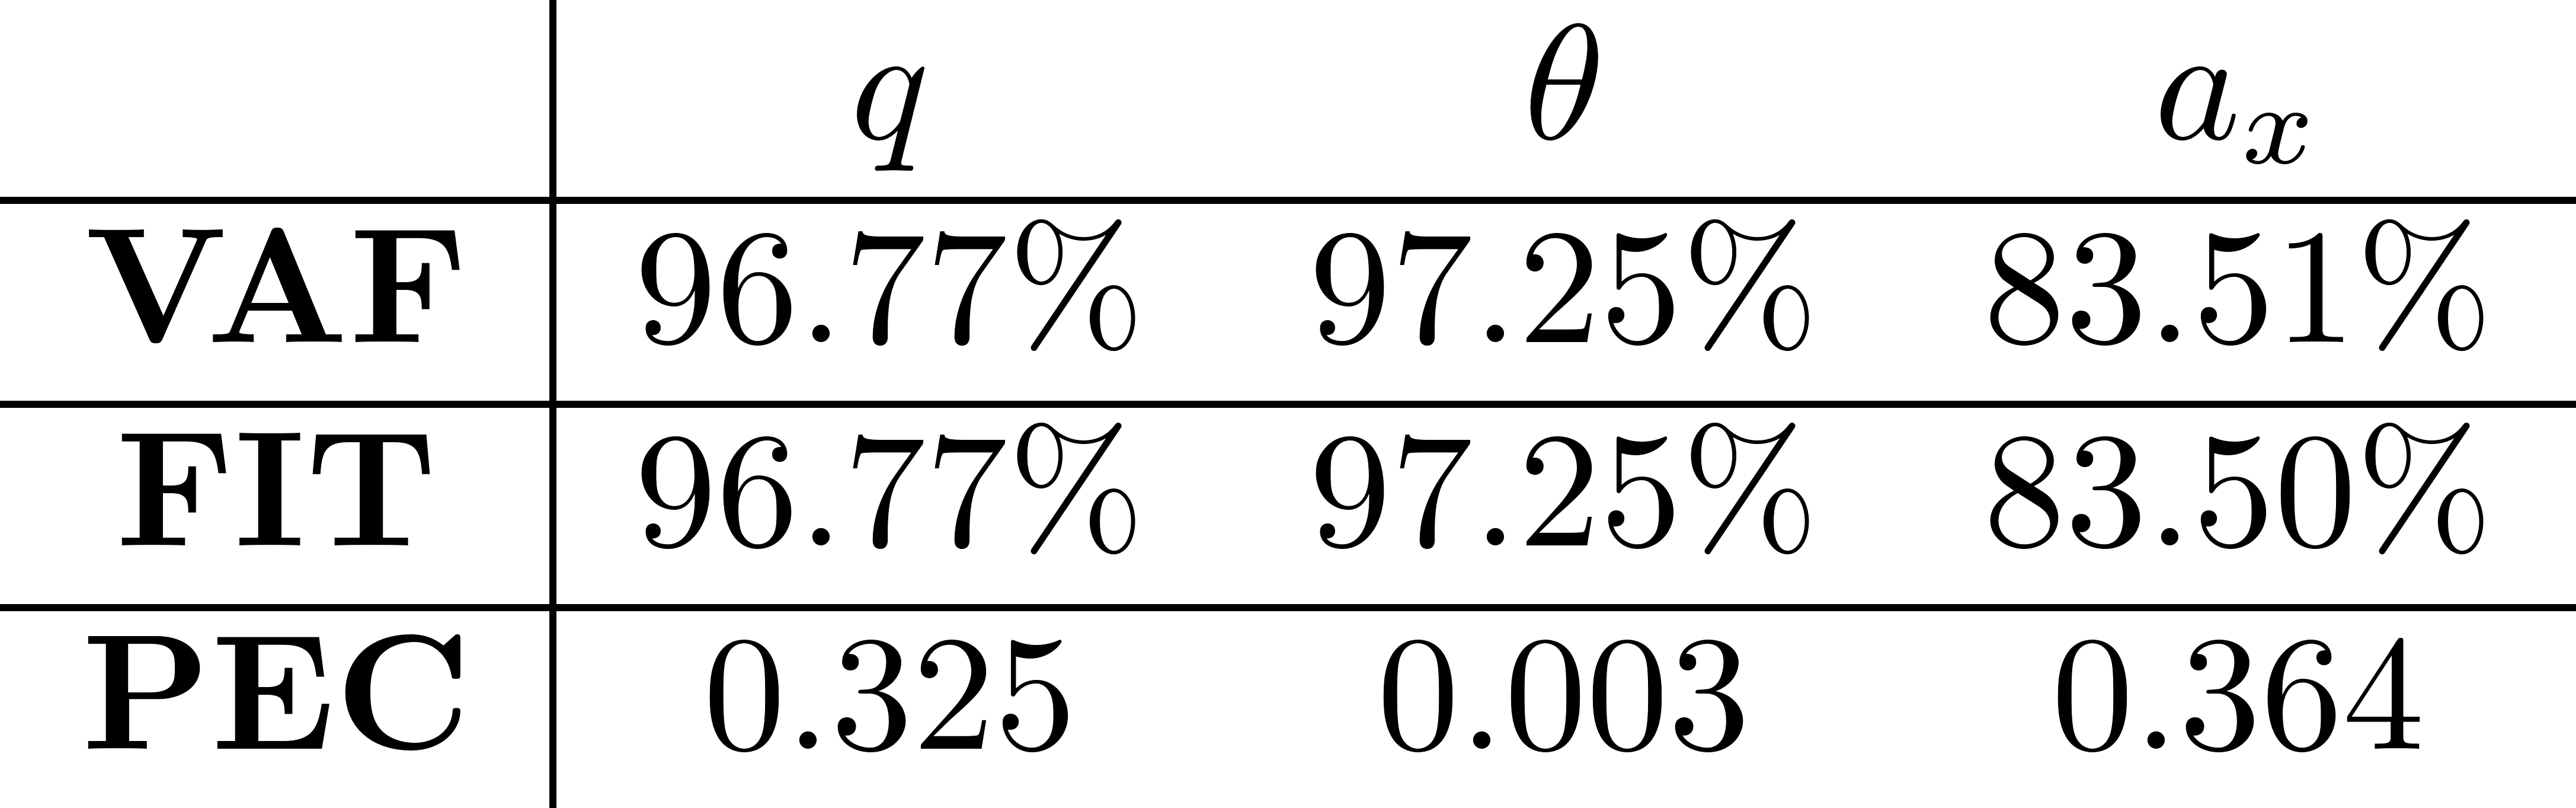 q θ aₓ
VAF 96.77% 97.25% 83.51%
FIT 96.77% 97.25% 83.50%
PEC 0.325 0.003 0.364